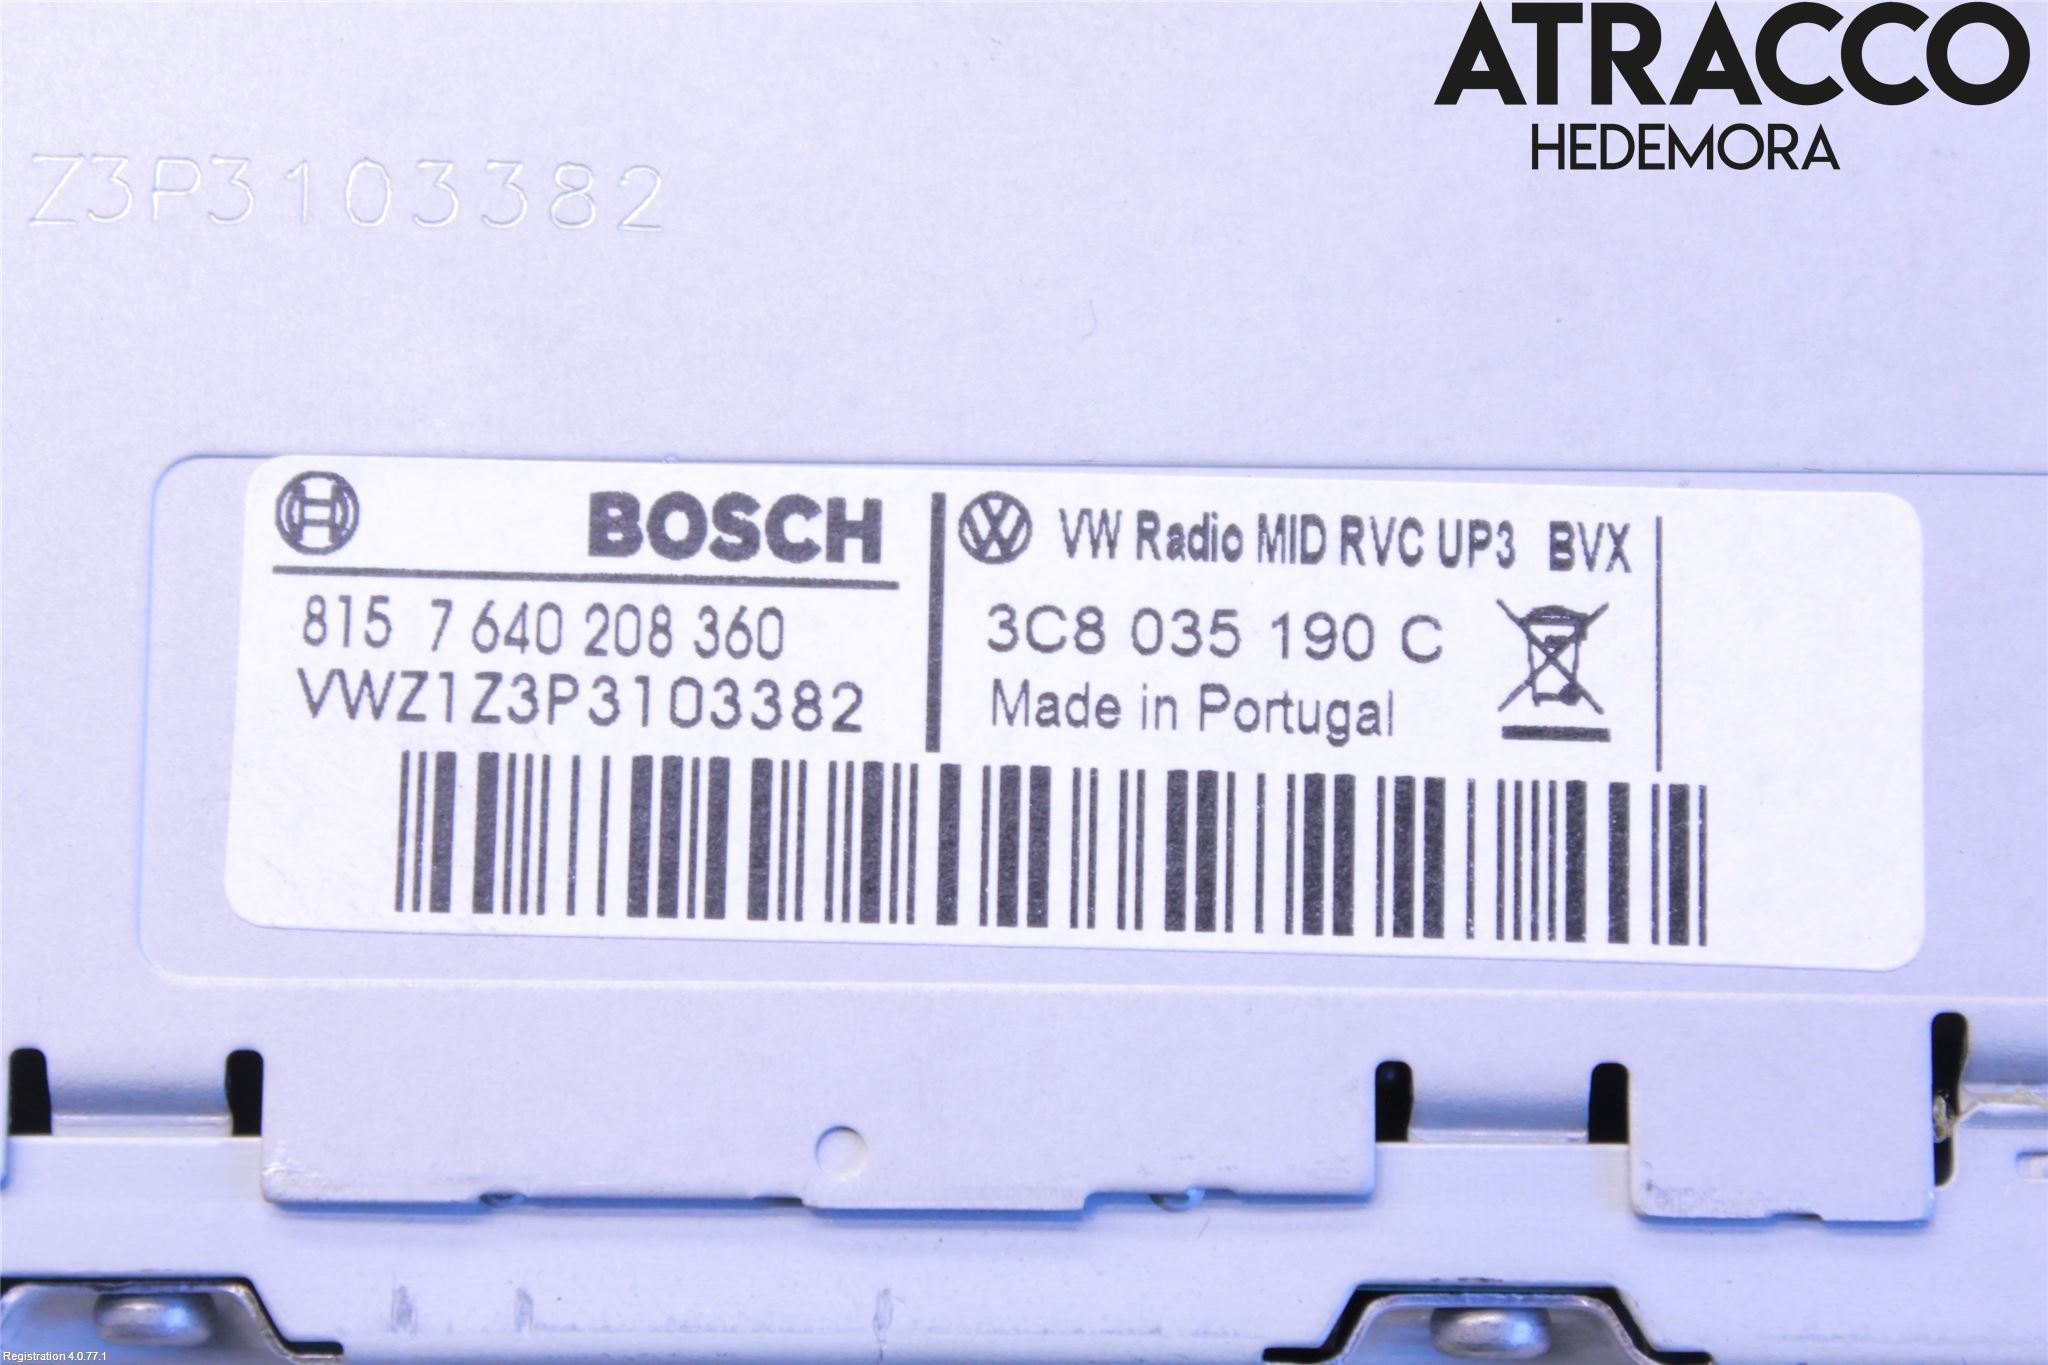 ATRACCO
HEDEMORA
Z3P3103382
BOSCH
VW Radio MID RVC UP3 BVX
815 7 640 208 360
3C8 035 190 C
VWZ1Z3P3103382
Made in Portugal
Registration 4.0.77.1